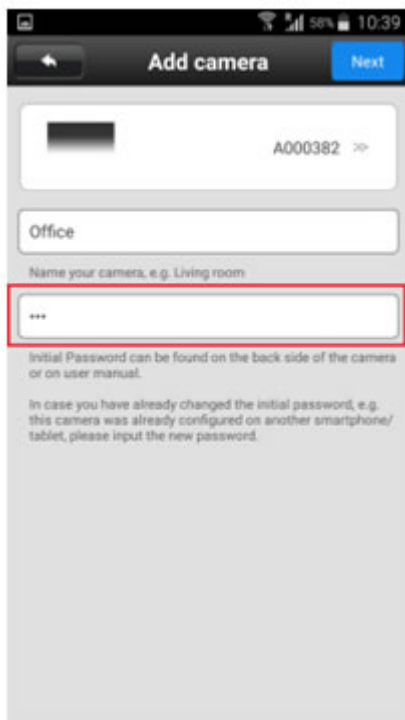 58% 10:39
Add camera
Next
A000382 >>
Office
Name your camera, e.g. Living room
•••
Initial Password can be found on the back side of the camera
or on user manual.
In case you have already changed the initial password, e.g.
this camera was already configured on another smartphone/
tablet, please input the new password.